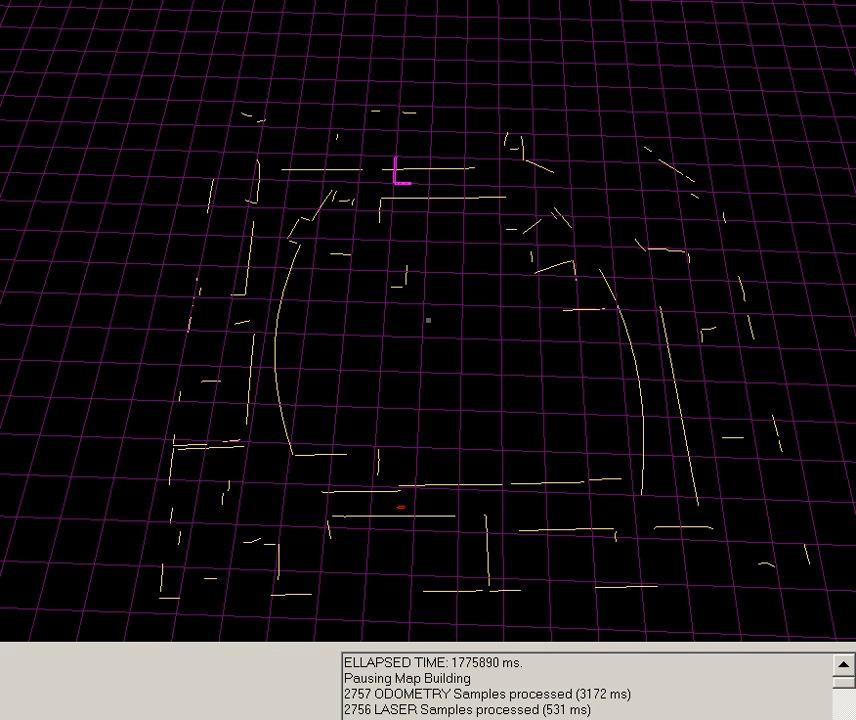 ELLAPSED TIME: 1775890 ms.
Pausing Map Building
2757 ODOMETRY Samples processed (3172 ms)
2756 LASER Samples processed (531 ms)